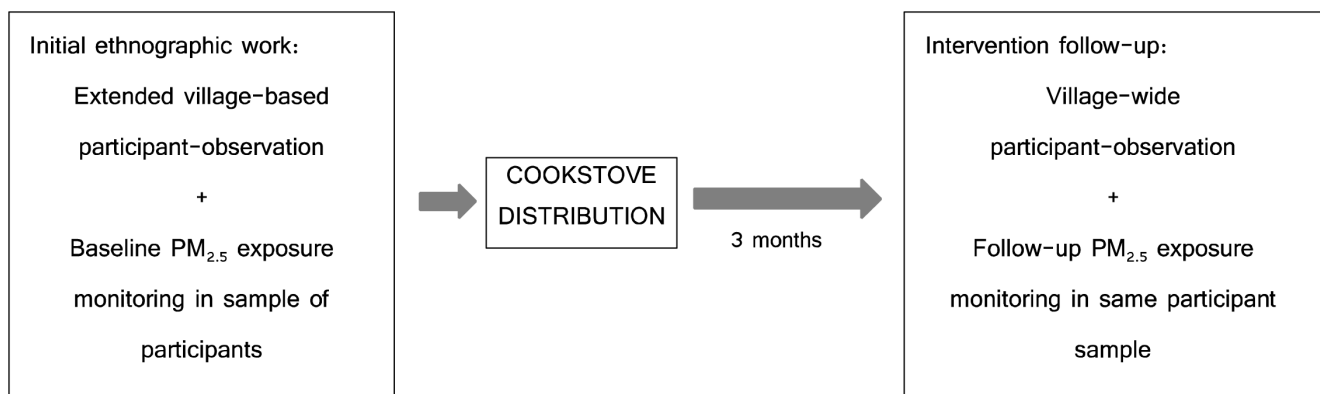 Initial ethnographic work:
Extended village-based
participant-observation
+
Baseline PM2.5 exposure
monitoring in sample of
participants
COOKSTOVE
DISTRIBUTION
3 months
Intervention follow-up:
Village-wide
participant-observation
+
Follow-up PM2.5 exposure
monitoring in same participant
sample